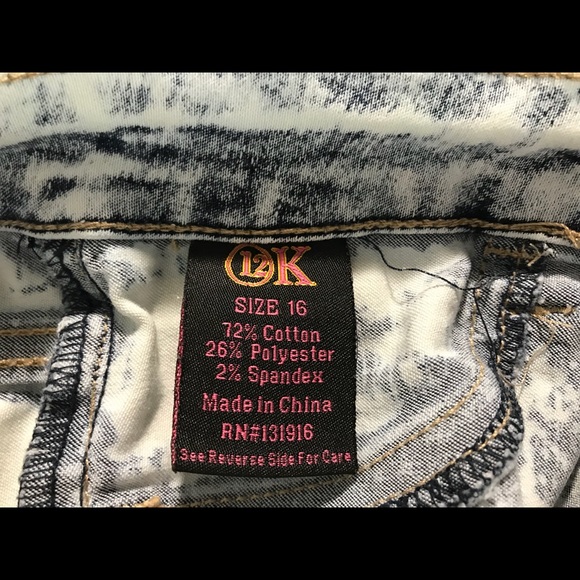 12K
SIZE 16
72% Cotton
26% Polyester
2% Spandex
Made in China
RN#131916
See Reverse Side For Care